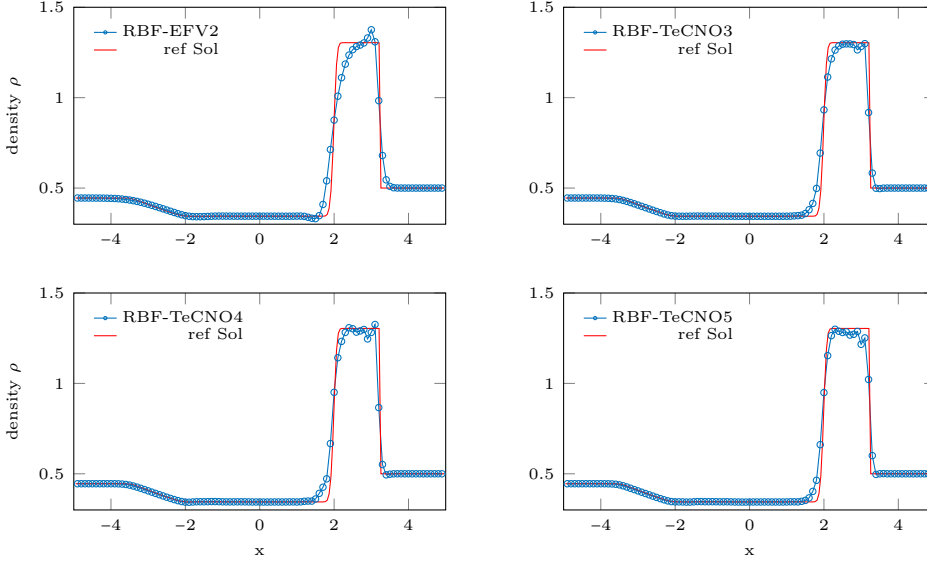 1.5
RBF-EFV2
ref Sol
1
0.5
density ρ
−4
−2
0
2
4
1.5
RBF-TeCNO3
ref Sol
1
0.5
−4
−2
0
2
4
1.5
RBF-TeCNO4
ref Sol
1
0.5
density ρ
−4
−2
0
2
4
x
1.5
RBF-TeCNO5
ref Sol
1
0.5
−4
−2
0
2
4
x